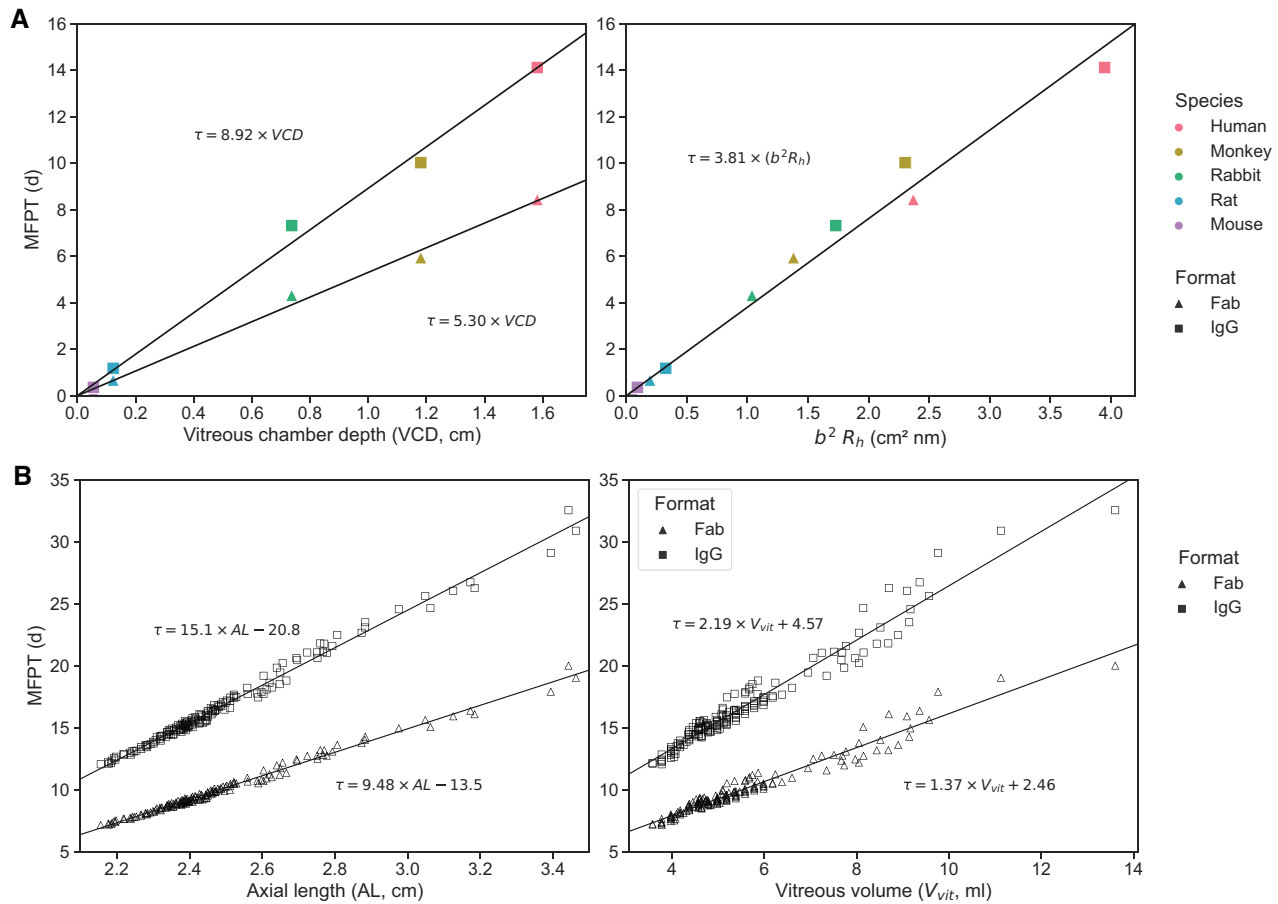 A
16
14
12
10
8
6
4
2
0
MFPT (d)
τ = 8.92 × VCD
τ = 5.30 × VCD
0.0 0.2 0.4 0.6 0.8 1.0 1.2 1.4 1.6
Vitreous chamber depth (VCD, cm)
16
14
12
10
8
6
4
2
0
τ = 3.81 × (b²R_h)
0.0 0.5 1.0 1.5 2.0 2.5 3.0 3.5 4.0
b² R_h (cm² nm)
Species
Human
Monkey
Rabbit
Rat
Mouse
Format
Fab
IgG
B
35
30
25
20
15
10
5
MFPT (d)
τ = 15.1 × AL − 20.8
τ = 9.48 × AL − 13.5
2.2 2.4 2.6 2.8 3.0 3.2 3.4
Axial length (AL, cm)
35
30
25
20
15
10
5
Format
Fab
IgG
τ = 2.19 × V_vit + 4.57
τ = 1.37 × V_vit + 2.46
4 6 8 10 12 14
Vitreous volume (V_vit, ml)
Format
Fab
IgG